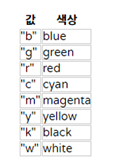 값 색상
"b" blue
"g" green
"r" red
"c" cyan
"m" magenta
"y" yellow
"k" black
"w" white